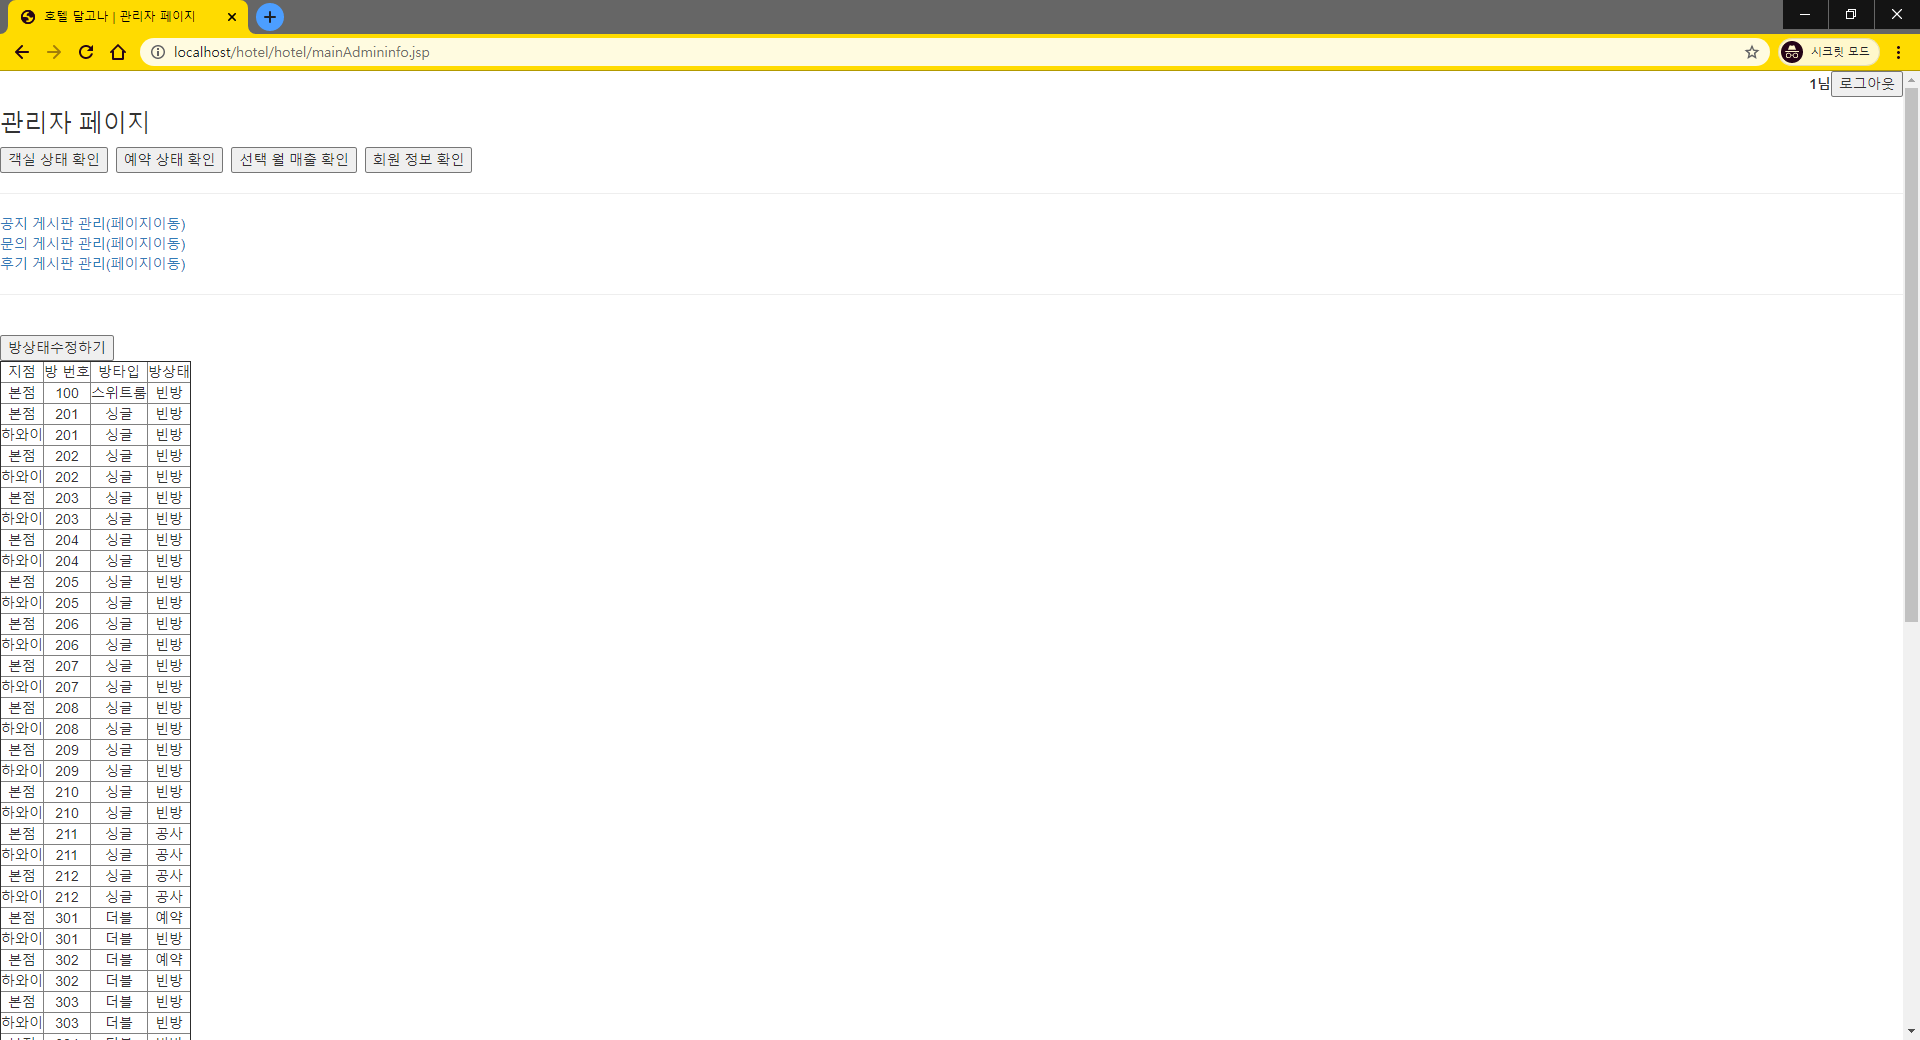 호텔 달고나 | 관리자 페이지
localhost/hotel/hotel/mainAdmininfo.jsp
시크릿 모드
1님 로그아웃
관리자 페이지
객실 상태 확인 예약 상태 확인 선택 월 매출 확인 회원 정보 확인
공지 게시판 관리(페이지이동)
문의 게시판 관리(페이지이동)
후기 게시판 관리(페이지이동)
방상태수정하기
지점 방 번호 방타입 방상태
본점 100 스위트룸 빈방
본점 201 싱글 빈방
하와이 201 싱글 빈방
본점 202 싱글 빈방
하와이 202 싱글 빈방
본점 203 싱글 빈방
하와이 203 싱글 빈방
본점 204 싱글 빈방
하와이 204 싱글 빈방
본점 205 싱글 빈방
하와이 205 싱글 빈방
본점 206 싱글 빈방
하와이 206 싱글 빈방
본점 207 싱글 빈방
하와이 207 싱글 빈방
본점 208 싱글 빈방
하와이 208 싱글 빈방
본점 209 싱글 빈방
하와이 209 싱글 빈방
본점 210 싱글 빈방
하와이 210 싱글 빈방
본점 211 싱글 공사
하와이 211 싱글 공사
본점 212 싱글 공사
하와이 212 싱글 공사
본점 301 더블 예약
하와이 301 더블 빈방
본점 302 더블 예약
하와이 302 더블 빈방
본점 303 더블 빈방
하와이 303 더블 빈방